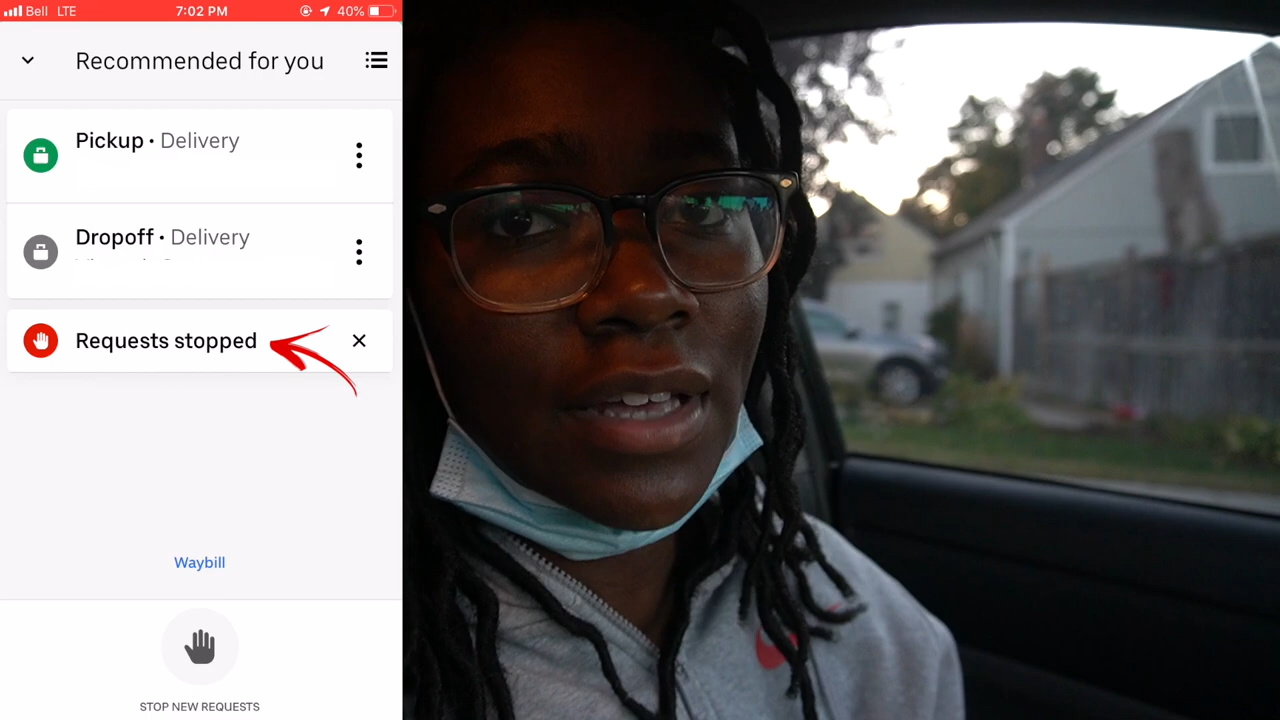 Bell LTE 7:02 PM 40%
Recommended for you
Pickup • Delivery
Dropoff • Delivery
Requests stopped
Waybill
STOP NEW REQUESTS